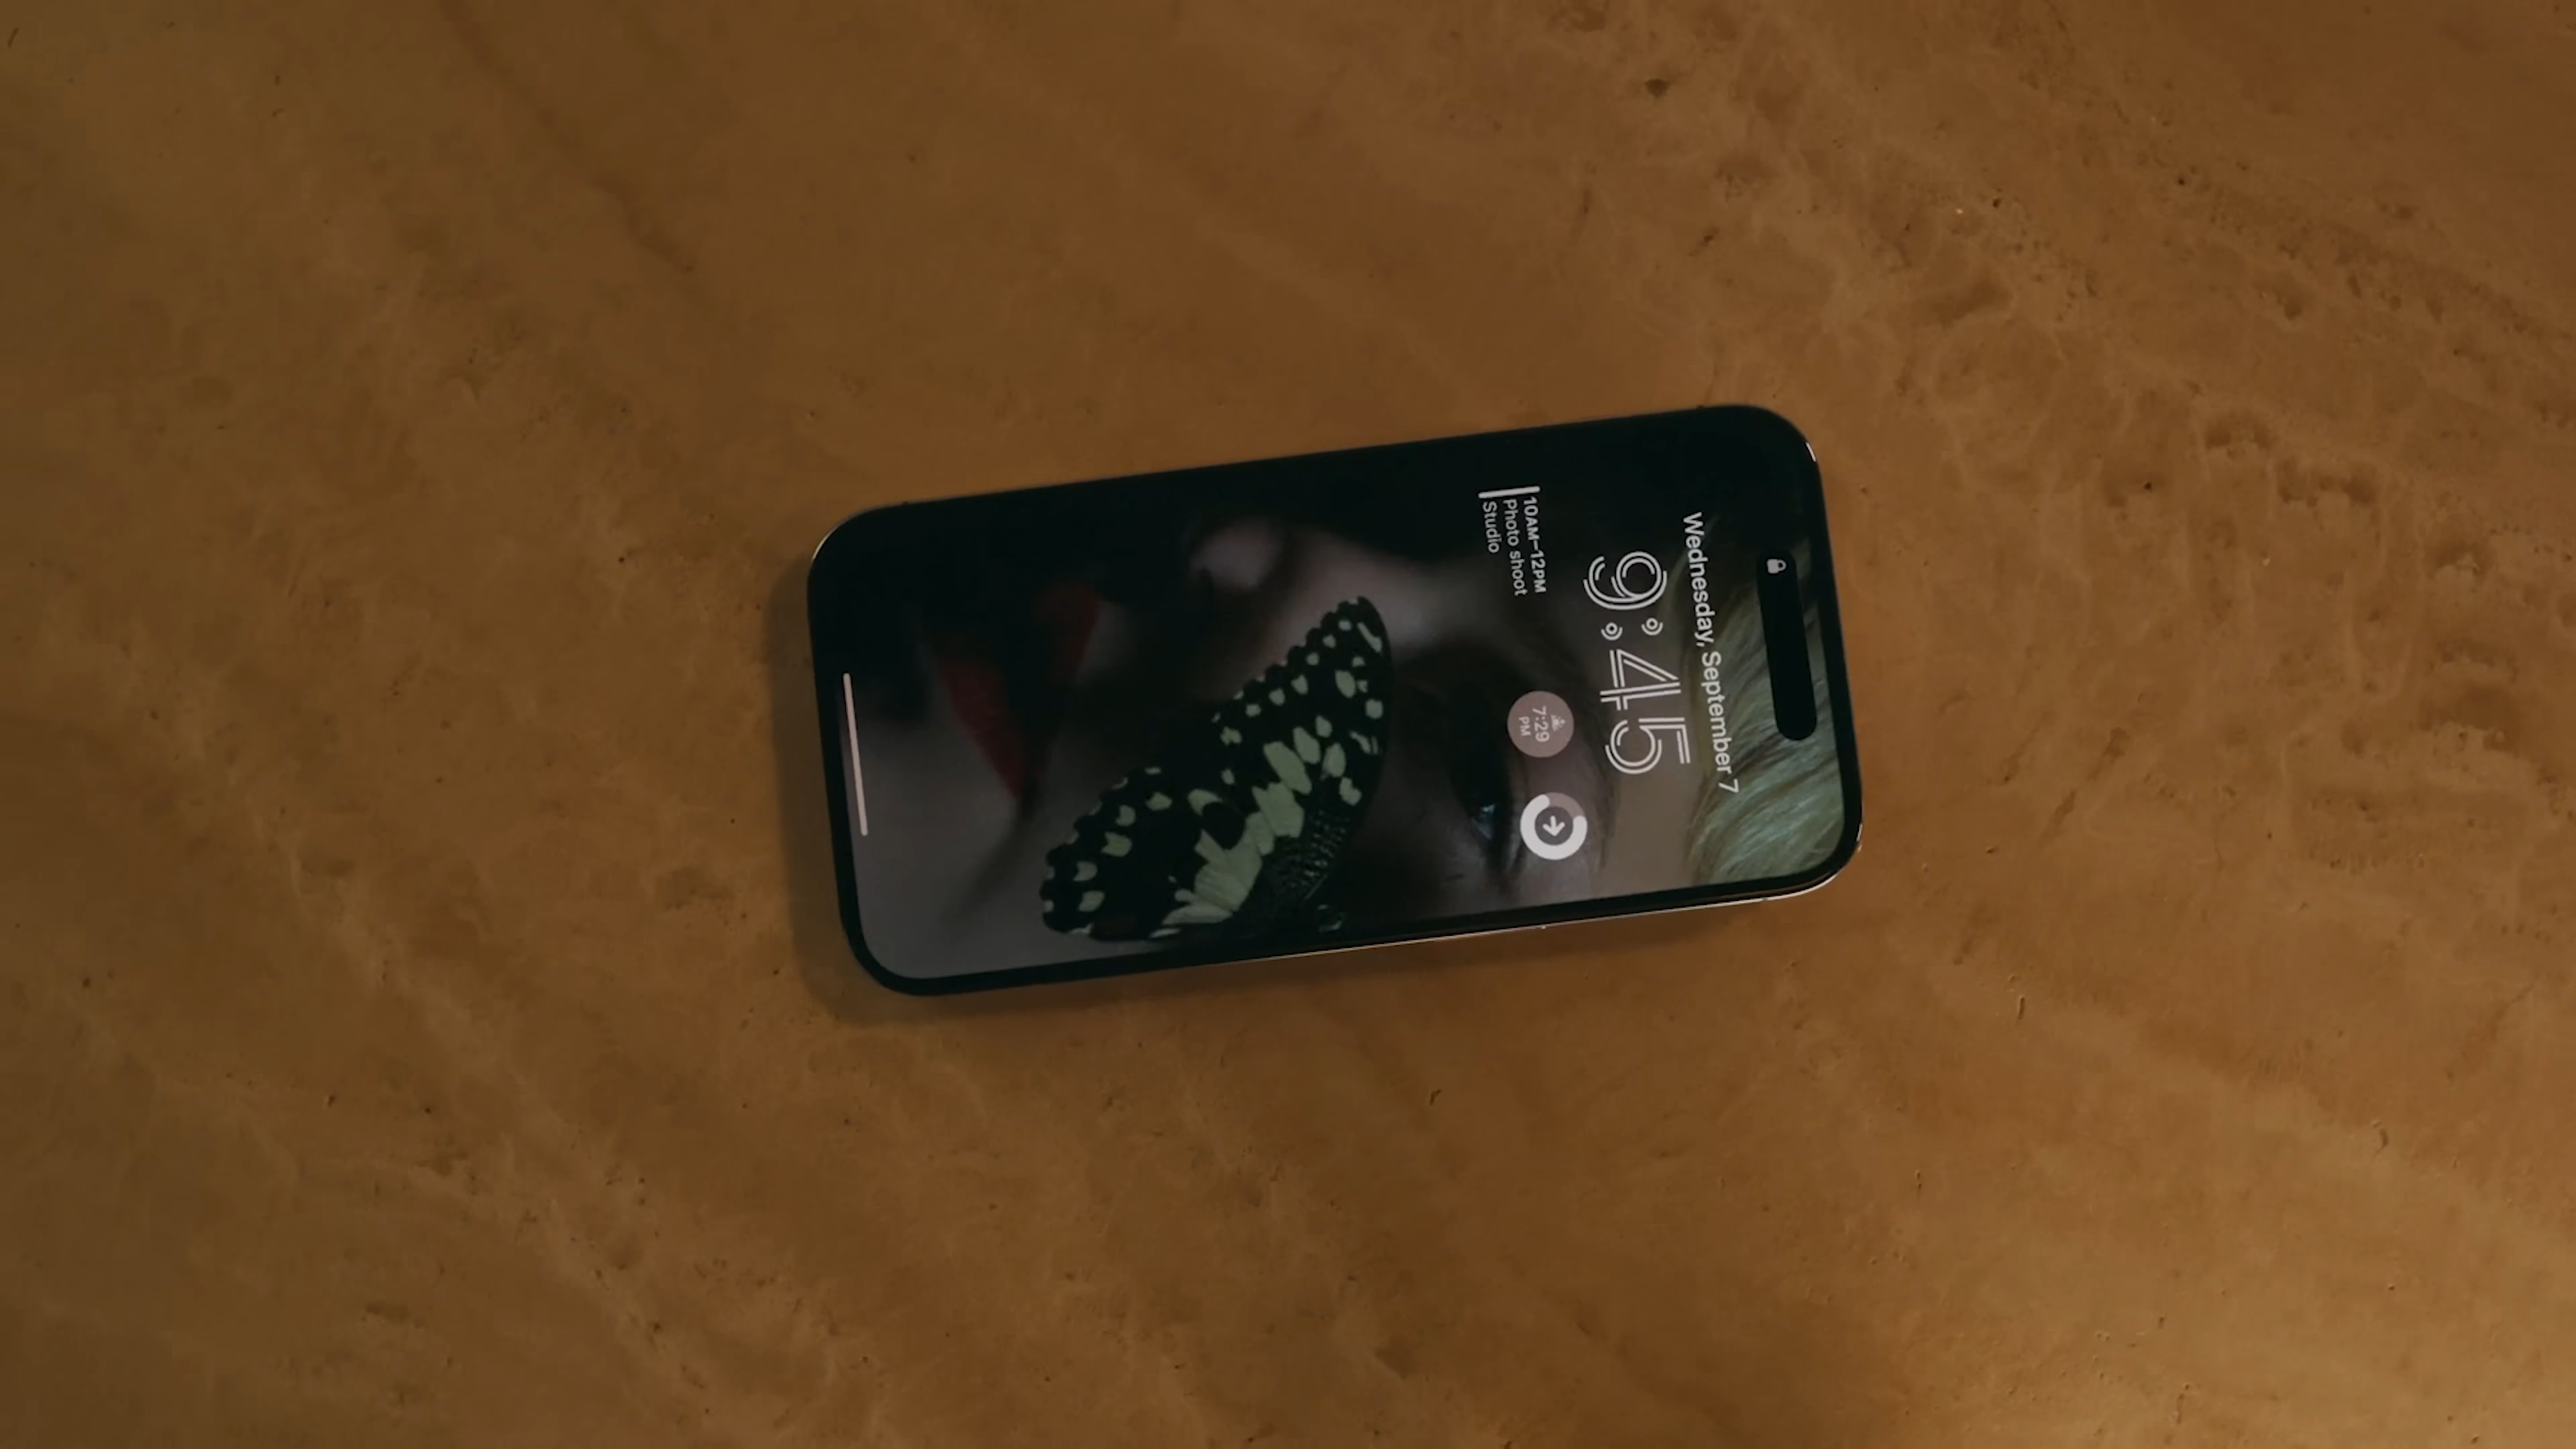 Wednesday, September 7
9:45
10AM–12PM
Photo shoot
Studio
7:29
PM